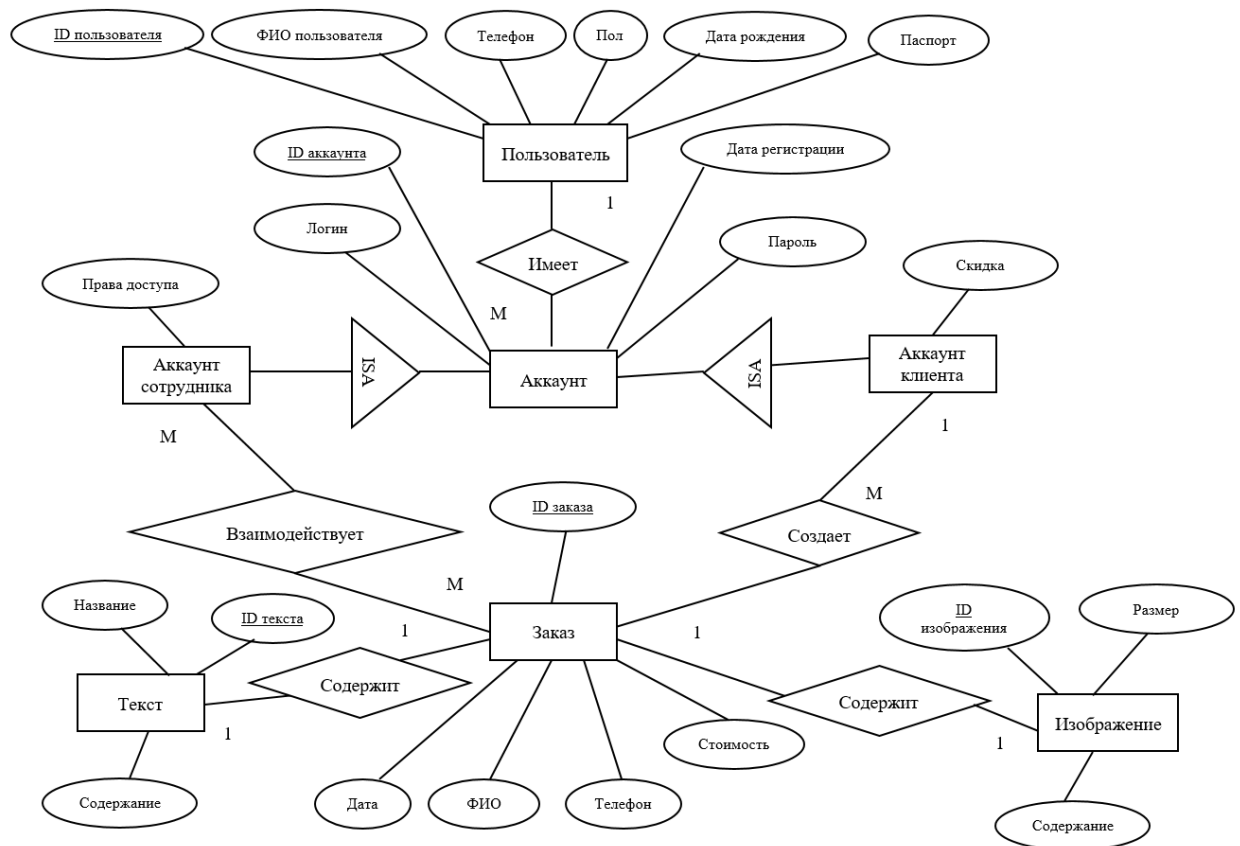 ID пользователя
ФИО пользователя
Телефон
Пол
Дата рождения
Паспорт
Пользователь
ID аккаунта
Дата регистрации
1
Логин
Имеет
Пароль
Скидка
Права доступа
М
Аккаунт
сотрудника
ISA
Аккаунт
ISA
Аккаунт
клиента
М
1
М
ID заказа
Взаимодействует
Создает
М
Название
ID текста
1
Заказ
1
ID
изображения
Размер
Содержит
Текст
Содержит
Изображение
1
Стоимость
1
Содержание
Дата
ФИО
Телефон
Содержание